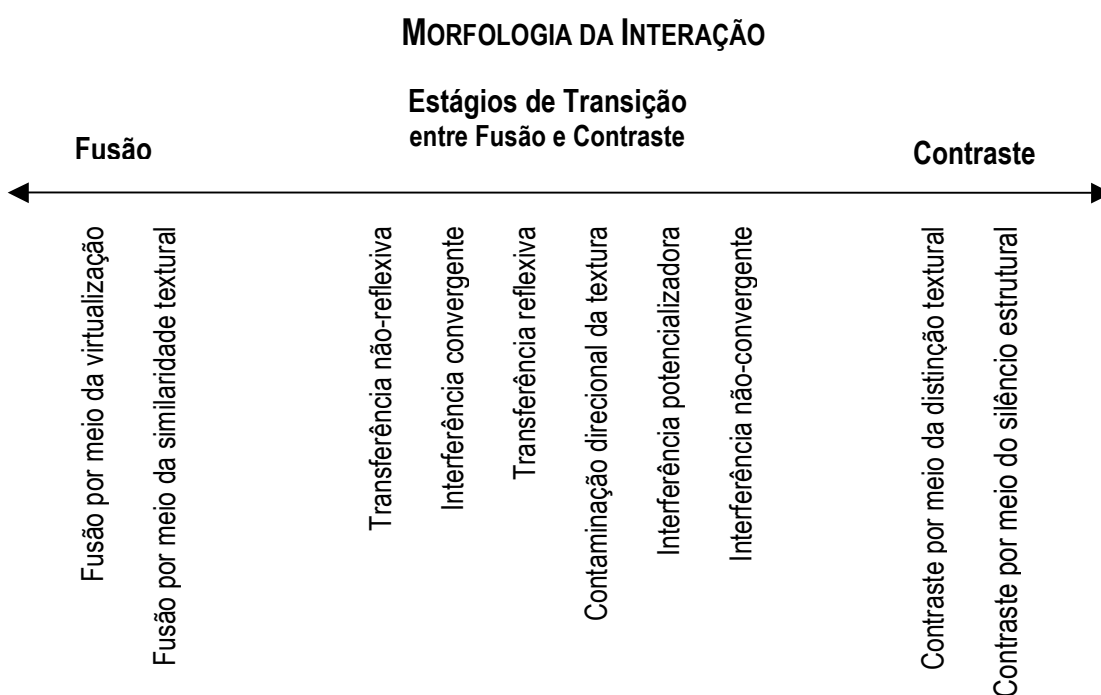 MORFOLOGIA DA INTERAÇÃO
Estágios de Transição
entre Fusão e Contraste
Fusão
Contraste
Fusão por meio da virtualização
Fusão por meio da similaridade textural
Transferência não-reflexiva
Interferência convergente
Transferência reflexiva
Contaminação direcional da textura
Interferência potencializadora
Interferência não-convergente
Contraste por meio da distinção textural
Contraste por meio do silêncio estrutural